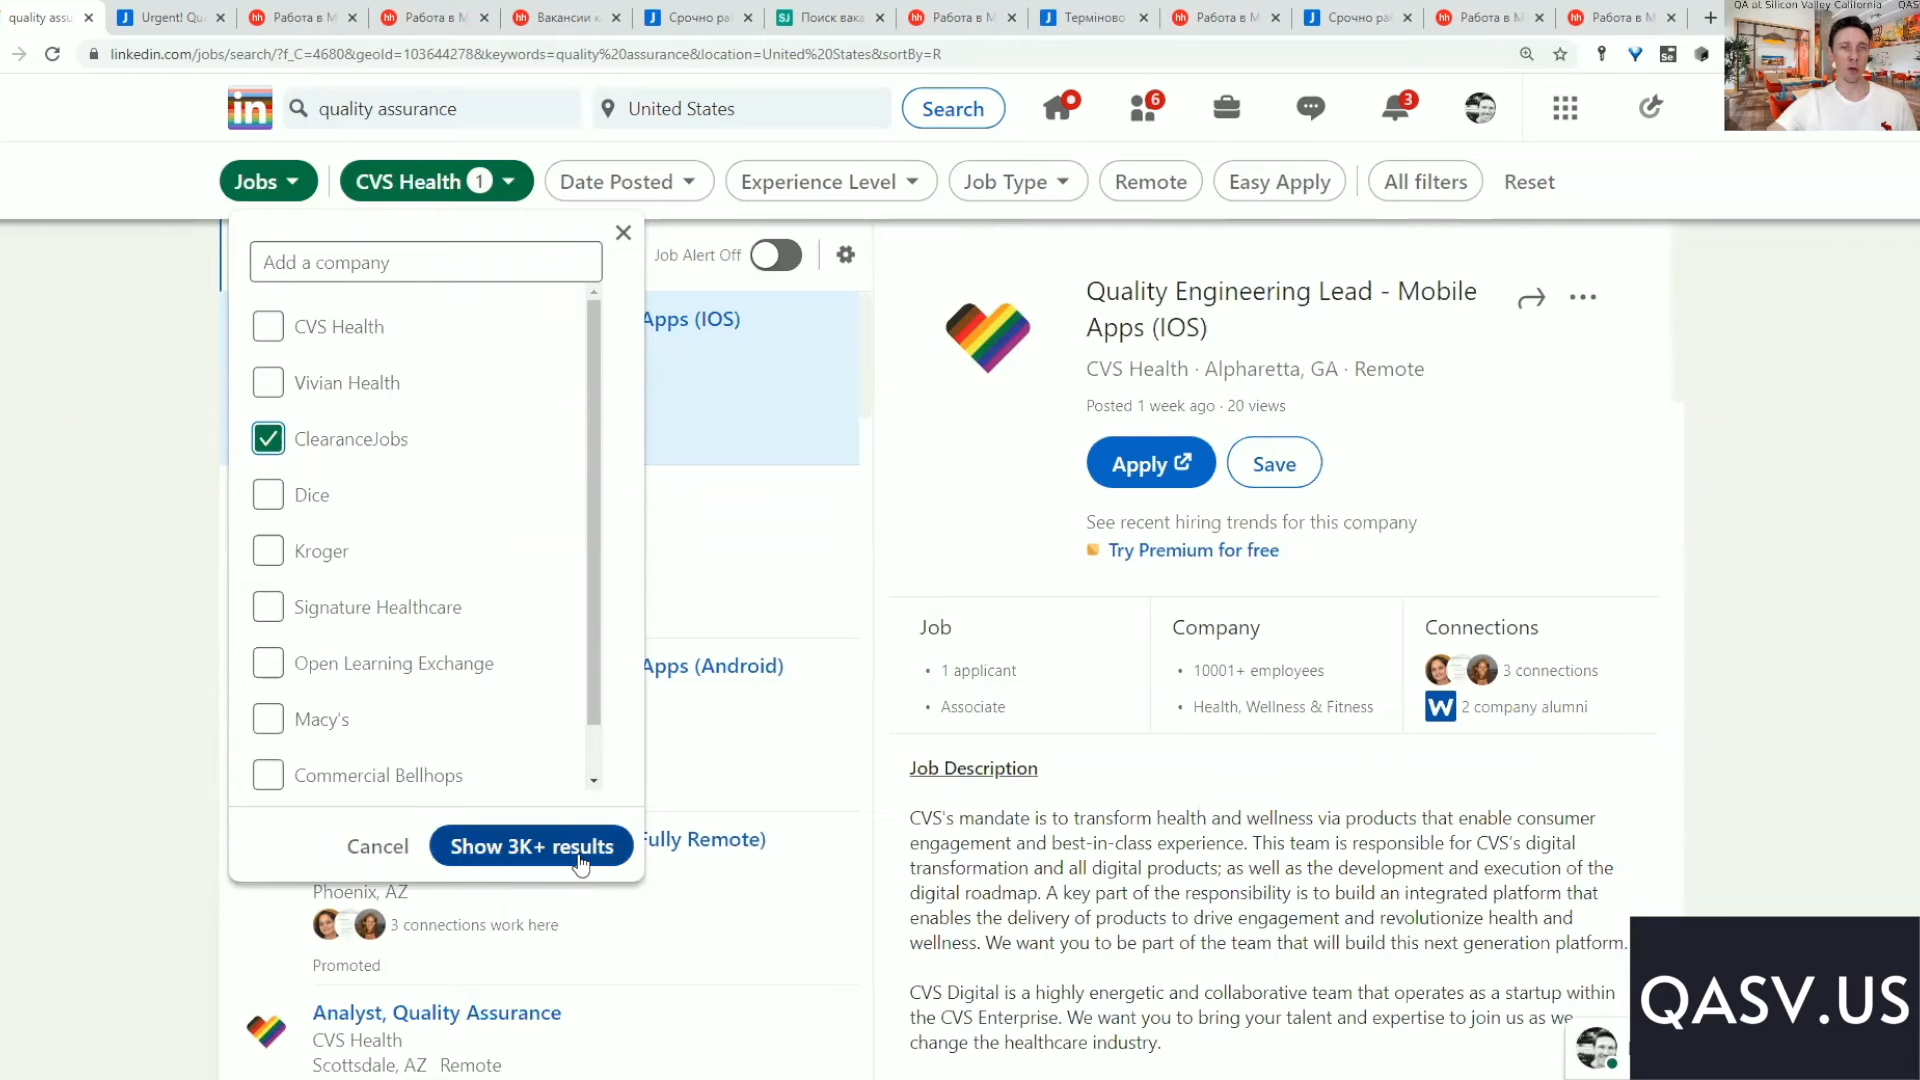 quality assu
Urgent! Qu
Работа в М
Работа в М
Вакансии к
Срочно ра
Поиск вака
Работа в М
Терміново
Работа в М
Срочно ра
Работа в М
Работа в М
QA at Silicon Valley California QAS
linkedin.com/jobs/search/?f_C=4680&geoId=103644278&keywords=quality%20assurance&location=United%20States&sortBy=R
in
quality assurance
United States
Search
6
3
Jobs
CVS Health 1
Date Posted
Experience Level
Job Type
Remote
Easy Apply
All filters
Reset
Add a company
CVS Health
Vivian Health
ClearanceJobs
Dice
Kroger
Signature Healthcare
Open Learning Exchange
Macy's
Commercial Bellhops
Cancel
Show 3K+ results
Job Alert Off
Apps (IOS)
Apps (Android)
Fully Remote)
Phoenix, AZ
3 connections work here
Promoted
Analyst, Quality Assurance
CVS Health
Scottsdale, AZ Remote
Quality Engineering Lead - Mobile
Apps (IOS)
CVS Health · Alpharetta, GA · Remote
Posted 1 week ago · 20 views
Apply
Save
See recent hiring trends for this company
Try Premium for free
Job
• 1 applicant
• Associate
Company
• 10001+ employees
• Health, Wellness & Fitness
Connections
3 connections
W 2 company alumni
Job Description
CVS's mandate is to transform health and wellness via products that enable consumer
engagement and best-in-class experience. This team is responsible for CVS's digital
transformation and all digital products; as well as the development and execution of the
digital roadmap. A key part of the responsibility is to build an integrated platform that
enables the delivery of products to drive engagement and revolutionize health and
wellness. We want you to be part of the team that will build this next generation platform.
CVS Digital is a highly energetic and collaborative team that operates as a startup within
the CVS Enterprise. We want you to bring your talent and expertise to join us as we
change the healthcare industry.
QASV.US